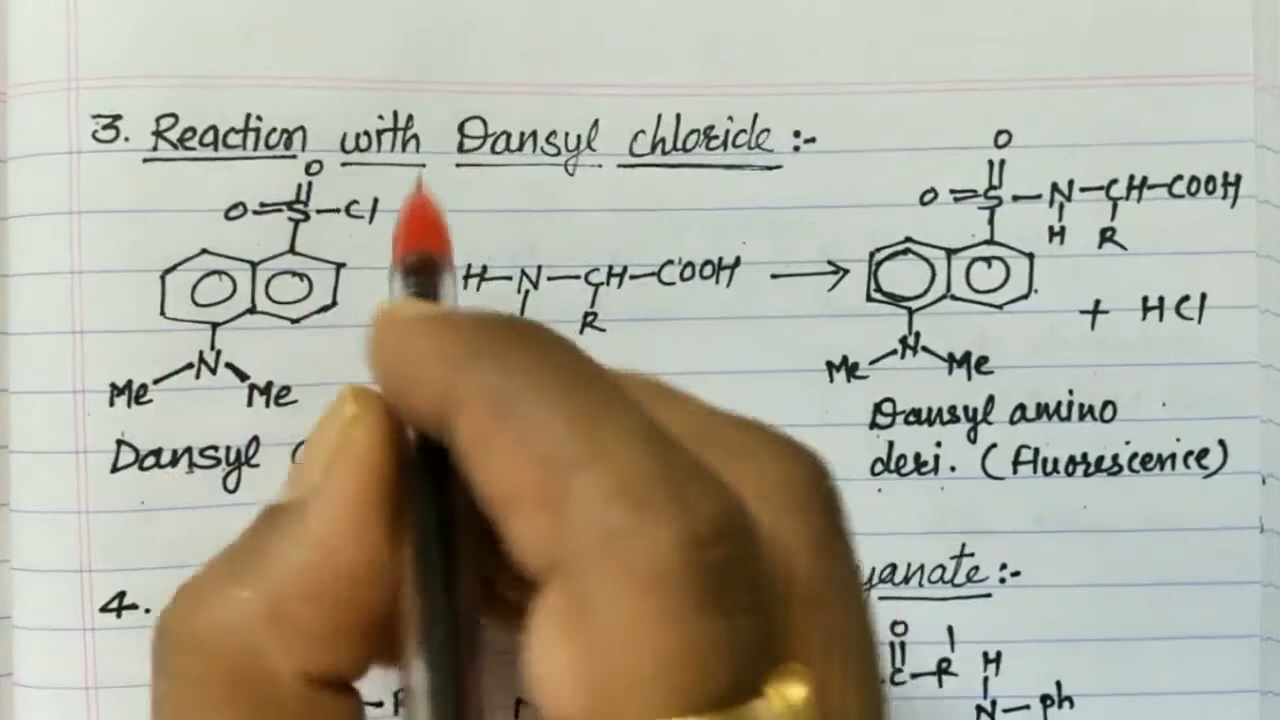 3. Reaction with Dansyl chloride :-
O
O=S-Cl
O
O=S-N-CH-COOH
H R
H-N-CH-COOH →
R
+ HCl
N
Me Me
N
Me Me
Dansyl
Dansyl amino
deri. (Fluorescence)
4. yanate :-
O
C-R H
N-ph